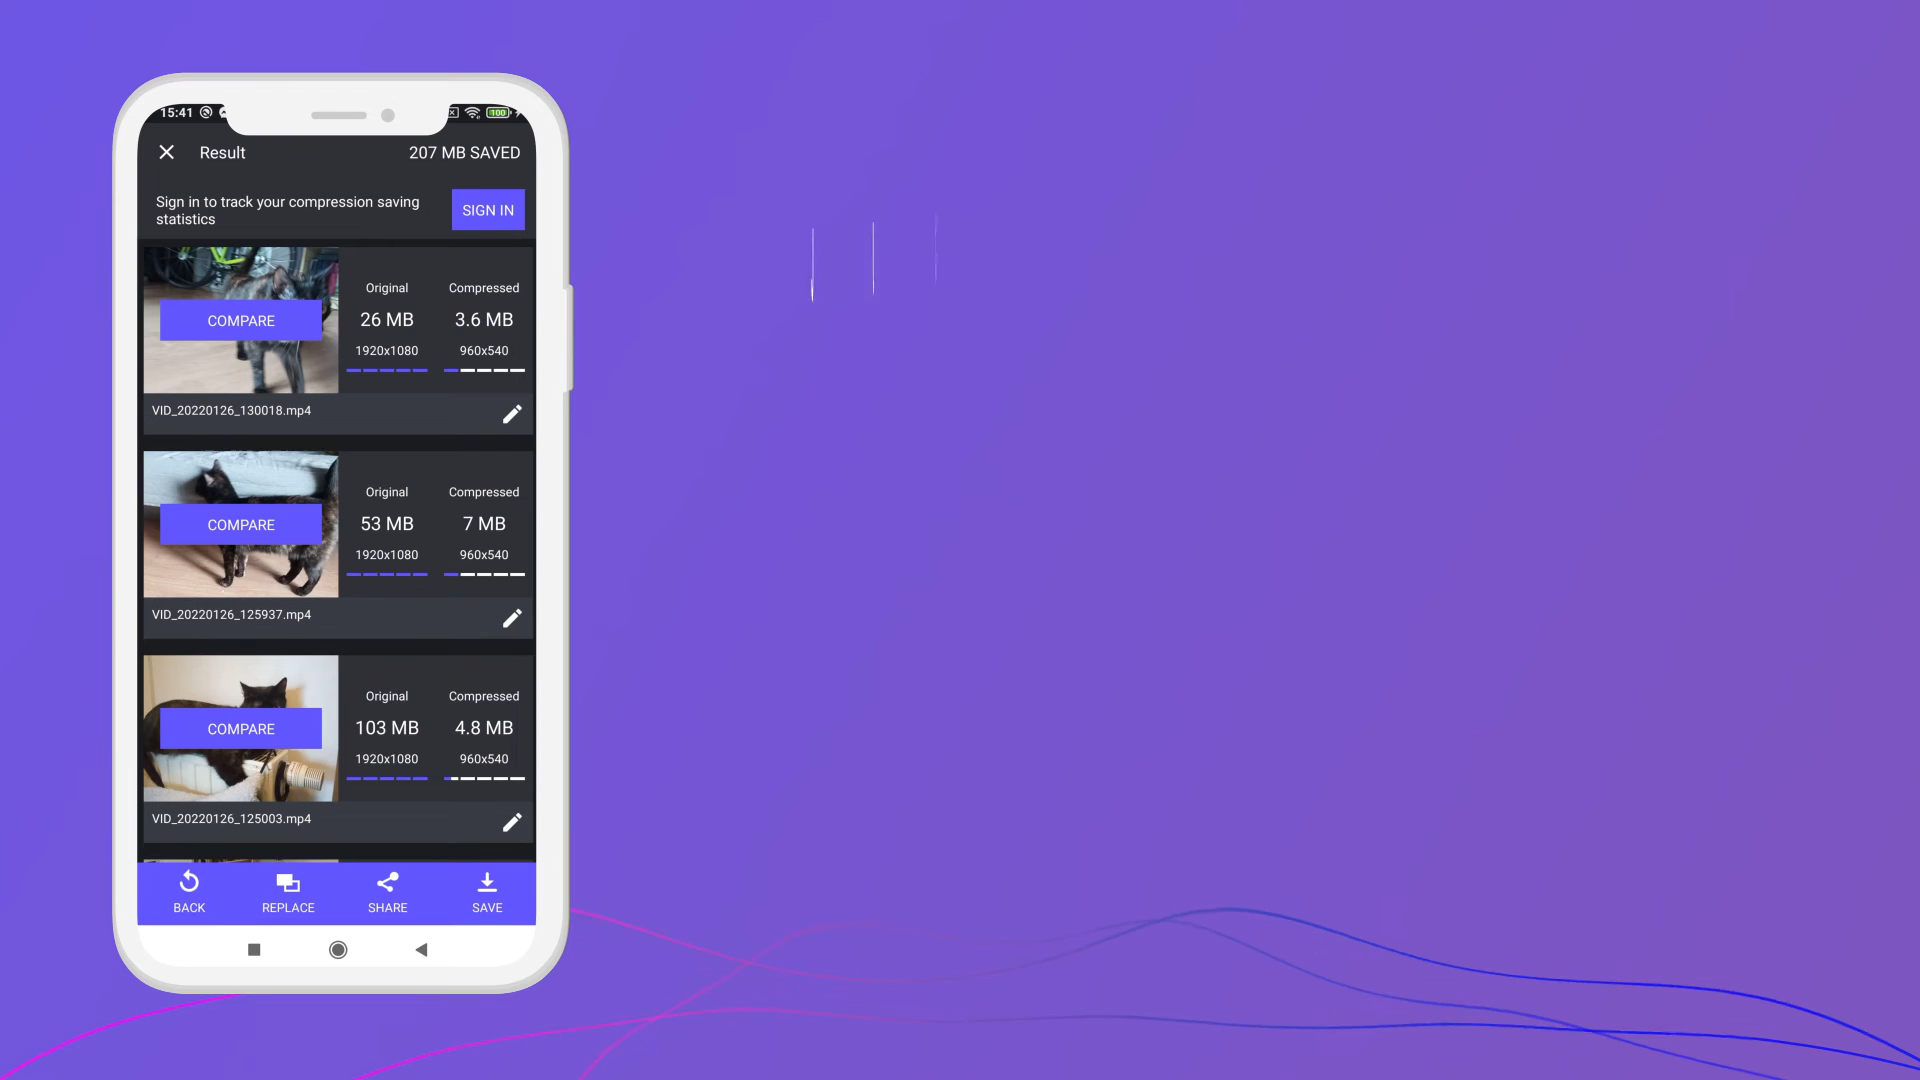 15:41
100
Result
207 MB SAVED
Sign in to track your compression saving
statistics
SIGN IN
COMPARE
Original
Compressed
26 MB
3.6 MB
1920x1080
960x540
VID_20220126_130018.mp4
COMPARE
Original
Compressed
53 MB
7 MB
1920x1080
960x540
VID_20220126_125937.mp4
COMPARE
Original
Compressed
103 MB
4.8 MB
1920x1080
960x540
VID_20220126_125003.mp4
BACK
REPLACE
SHARE
SAVE